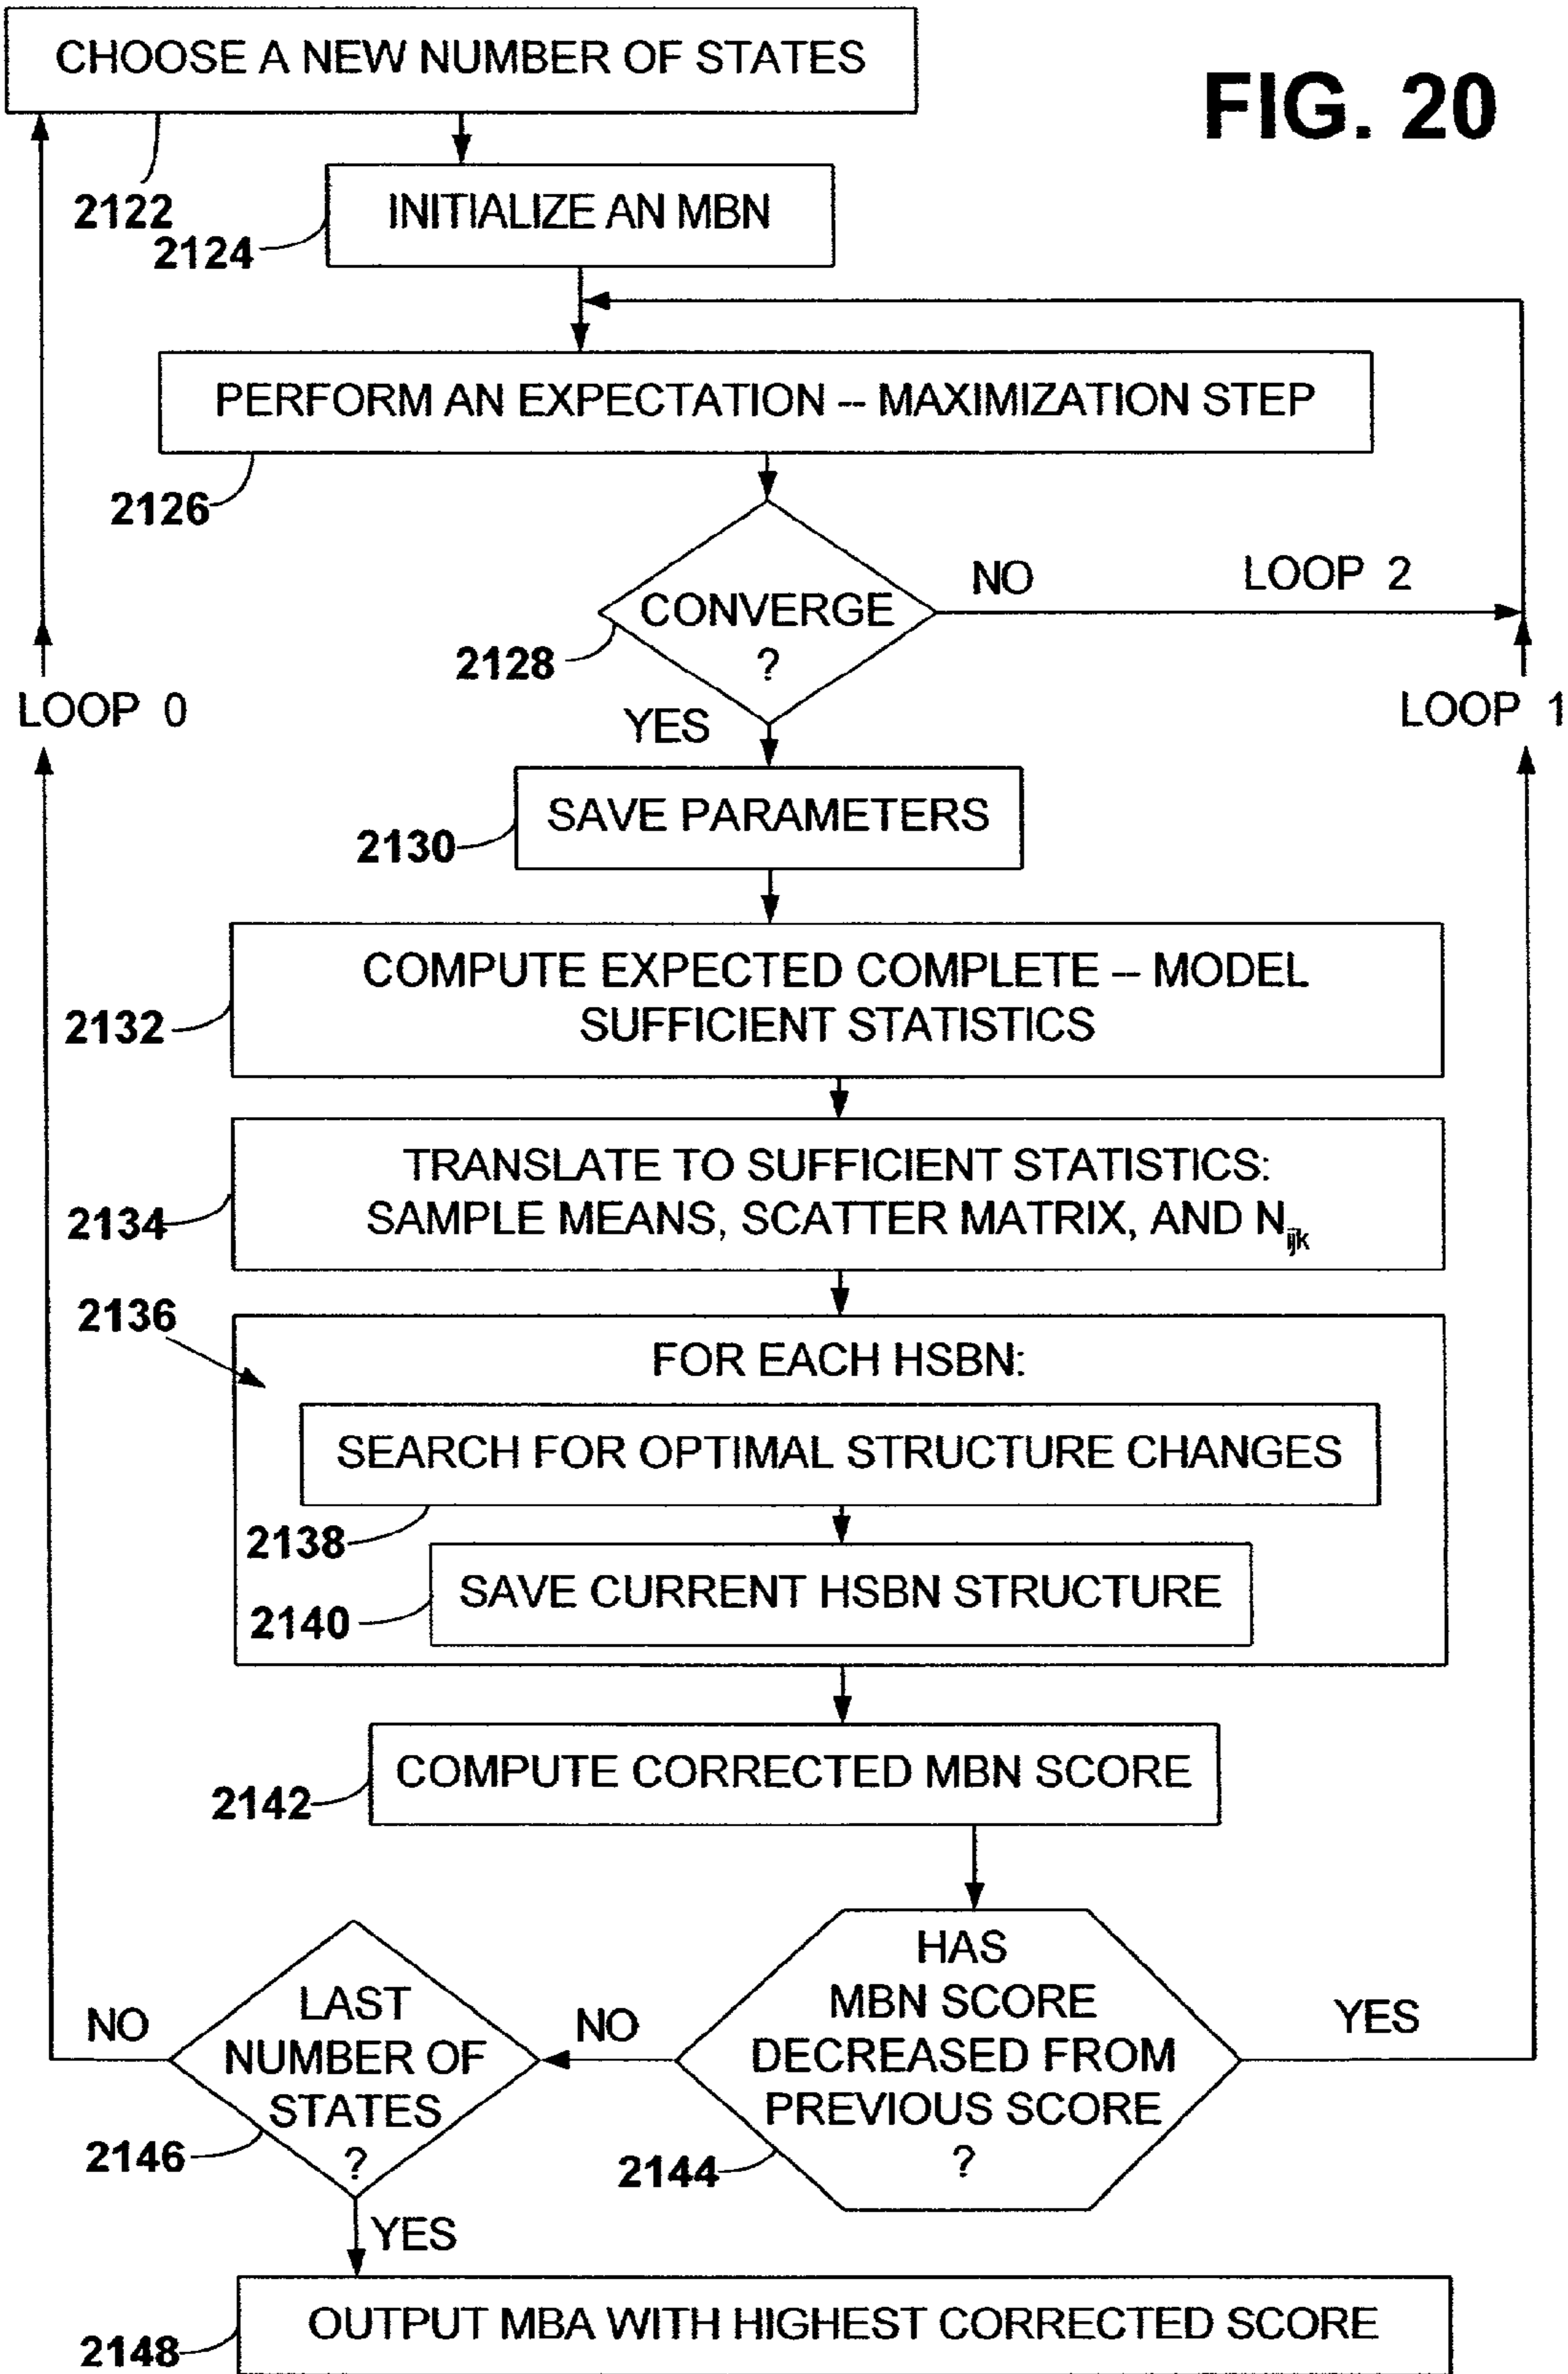 CHOOSE A NEW NUMBER OF STATES
FIG. 20
2122
INITIALIZE AN MBN
2124
PERFORM AN EXPECTATION -- MAXIMIZATION STEP
2126
NO
LOOP 2
CONVERGE
?
2128
LOOP 0
YES
LOOP 1
SAVE PARAMETERS
2130
COMPUTE EXPECTED COMPLETE -- MODEL
SUFFICIENT STATISTICS
2132
TRANSLATE TO SUFFICIENT STATISTICS:
SAMPLE MEANS, SCATTER MATRIX, AND Nijk
2134
2136
FOR EACH HSBN:
SEARCH FOR OPTIMAL STRUCTURE CHANGES
2138
SAVE CURRENT HSBN STRUCTURE
2140
COMPUTE CORRECTED MBN SCORE
2142
HAS
MBN SCORE
DECREASED FROM
PREVIOUS SCORE
?
2144
YES
NO
LAST
NUMBER OF
STATES
?
2146
NO
YES
OUTPUT MBA WITH HIGHEST CORRECTED SCORE
2148